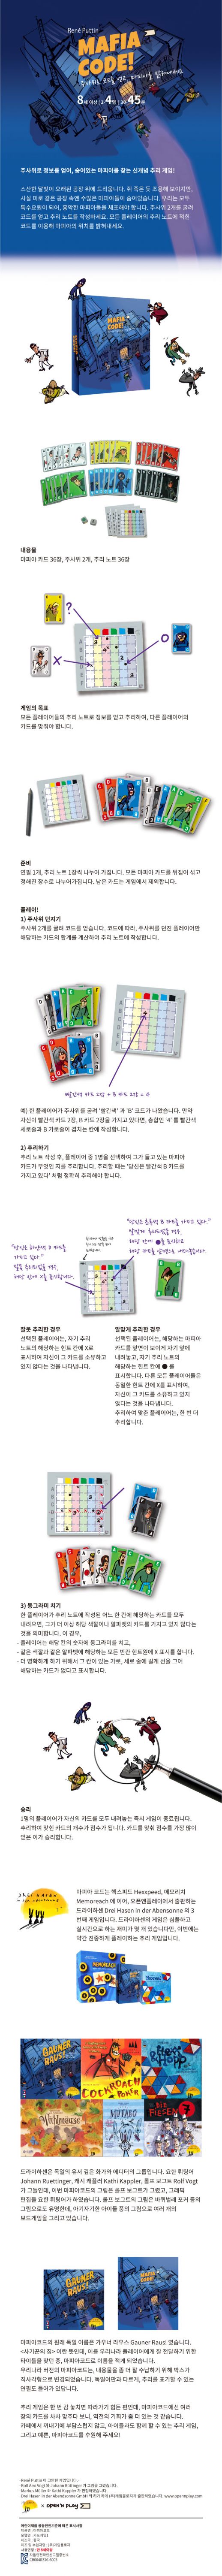 René Puttin
MAFIA
CODE!
8세 이상 | 2-4명 | 30-45분
주사위로 정보를 얻어, 숨어있는 마피아를 찾는 신개념 추리 게임!
스산한 달빛이 오래된 공장 위에 드리웁니다. 쥐 죽은 듯 조용해 보이지만,
사실 미로 같은 공장 속엔 수많은 마피아들이 숨어있습니다. 우리는 모두
특수요원이 되어, 흉악한 마피아들을 체포해야 합니다. 주사위 2개를 굴려
코드를 얻고 추리 노트를 작성하세요. 모든 플레이어의 추리 노트에 적힌
코드를 이용해 마피아의 위치를 밝혀내세요.
MAFIA
CODE!
내용물
마피아 카드 36장, 주사위 2개, 추리 노트 36장
게임의 목표
모든 플레이어들의 추리 노트로 정보를 얻고 추리하여, 다른 플레이어의
카드를 맞춰야 합니다.
준비
연필 1개, 추리 노트 1장씩 나누어 가집니다. 모든 마피아 카드를 뒤집어 섞고
정해진 장수로 나누어가집니다. 남은 카드는 게임에서 제외합니다.
플레이!
1) 주사위 던지기
주사위 2개를 굴려 코드를 얻습니다. 코드에 따라, 주사위를 던진 플레이어만
해당하는 카드의 합계를 계산하여 추리 노트에 작성합니다.
빨간색 카드 2장 + B 카드 2장 = 4
예) 한 플레이어가 주사위를 굴려 '빨간색' 과 'B' 코드가 나왔습니다. 만약
자신이 빨간색 카드 2장, B 카드 2장을 가지고 있다면, 총합인 '4' 를 빨간색
세로줄과 B 가로줄이 겹치는 칸에 작성합니다.
2) 추리하기
추리 노트 작성 후, 플레이어 중 1명을 선택하여 그가 들고 있는 마피아
카드가 무엇인 지를 추리합니다. 추리할 때는 '당신은 빨간색 B 카드를
가지고 있다' 처럼 정확히 추리해야 합니다.
잘못 추리한 경우
선택된 플레이어는, 자기 추리
노트의 해당하는 힌트 칸에 X로
표시하여 자신이 그 카드를 소유하고
있지 않다는 것을 나타냅니다.
알맞게 추리한 경우
선택된 플레이어는, 해당하는 마피아
카드를 앞면이 보이게 자기 앞에
내려놓고, 자기 추리 노트의
해당하는 힌트 칸에 ● 를
표시합니다. 다른 모든 플레이어들은
동일한 힌트 칸에 X를 표시하여,
자신이 그 카드를 소유하고 있지
않다는 것을 나타냅니다.
추리하여 맞춘 플레이어는, 한 번 더
추리합니다.
3) 동그라미 치기
한 플레이어가 추리 노트에 작성된 어느 한 칸에 해당하는 카드를 모두
내려으면, 그가 더 이상 해당 색깔이나 알파벳의 카드를 가지고 있지 않다는
것을 의미합니다. 이 경우,
- 플레이어는 해당 칸의 숫자에 동그라미를 치고,
- 같은 색깔과 같은 알파벳에 해당하는 모든 빈칸 힌트원에 X 표시를 합니다.
- 더 명확하게 하기 위해서 그 칸이 있는 가로, 세로 줄에 길게 선을 그어
해당하는 카드가 없다고 표시합니다.
승리
1명의 플레이어가 자신의 카드를 모두 내려놓는 즉시 게임이 종료됩니다.
추리하여 맞힌 카드의 개수가 점수가 됩니다. 카드를 맞춰 점수를 가장 많이
얻은 이가 승리합니다.
마피아 코드는 헥스피드 Hexpeed, 메모리치
Memoreach 에 이어, 오픈앤플레이에서 출판하는
드라이하젠 Drei Hasen in der Abensonne 의 3
번째 게임입니다. 드라이하젠의 게임은 심플하고
실시간으로 하는 재미가 몇 개 있습니다만, 이번에는
약간 진중하게 플레이하는 추리 게임입니다.
MEMOREACH
GAUNER
RAUS!
COCKROACH
POKER
Wühlmäuse
MUTABO
드라이하젠은 독일의 유서 깊은 화가와 에디터의 그룹입니다. 요한 뤼팅어
Johann Ruettinger, 캐시 캐플러 Kathi Kappler, 롤프 보그트 Rolf Vogt
가 그들인데, 이번 마피아코드의 그림은 롤프 보그트가 그렸고, 그래픽
편집을 요한 뤼팅어가 하였습니다. 롤프 보그트의 그림은 바퀴벌레 포커 등의
그림으로도 유명한데, 아기자기한 아이들 풍의 그림으로 여러 개의
보드게임을 그리고 있습니다.
GAUNER
RAUS!
MAFIA
CODE!
마피아코드의 원래 독일 이름은 가우너 라우스 Gauner Raus! 였습니다.
<사기꾼의 집> 이란 뜻인데, 이를 우리나라 플레이어에게 잘 전달하기 위한
타이틀을 찾던 중, 마피아코드로 이름을 적게 되었습니다.
우리나라 버전의 마피아코드는, 내용물을 좀 더 잘 수납하기 위해 박스가
직사각형으로 변경되었습니다. 독일어판과 다르게, 추리를 표기할 수 있는
연필도 들어가 있답니다.
추리 게임은 한 번 감 놓치면 따라가기 힘든 편인데, 마피아코드에선 여러
장의 카드를 차차 맞추다 보니, 역전의 기회가 좀 더 있는 것 같습니다.
카페에서 꺼내기에 부담스럽지 않고, 아이들과도 함께 할 수 있는 추리 게임,
그리고 예쁜, 마피아코드를 후원해 주세요!
- René Puttin 이 고안한 게임입니다.
OPEN'N PLAY